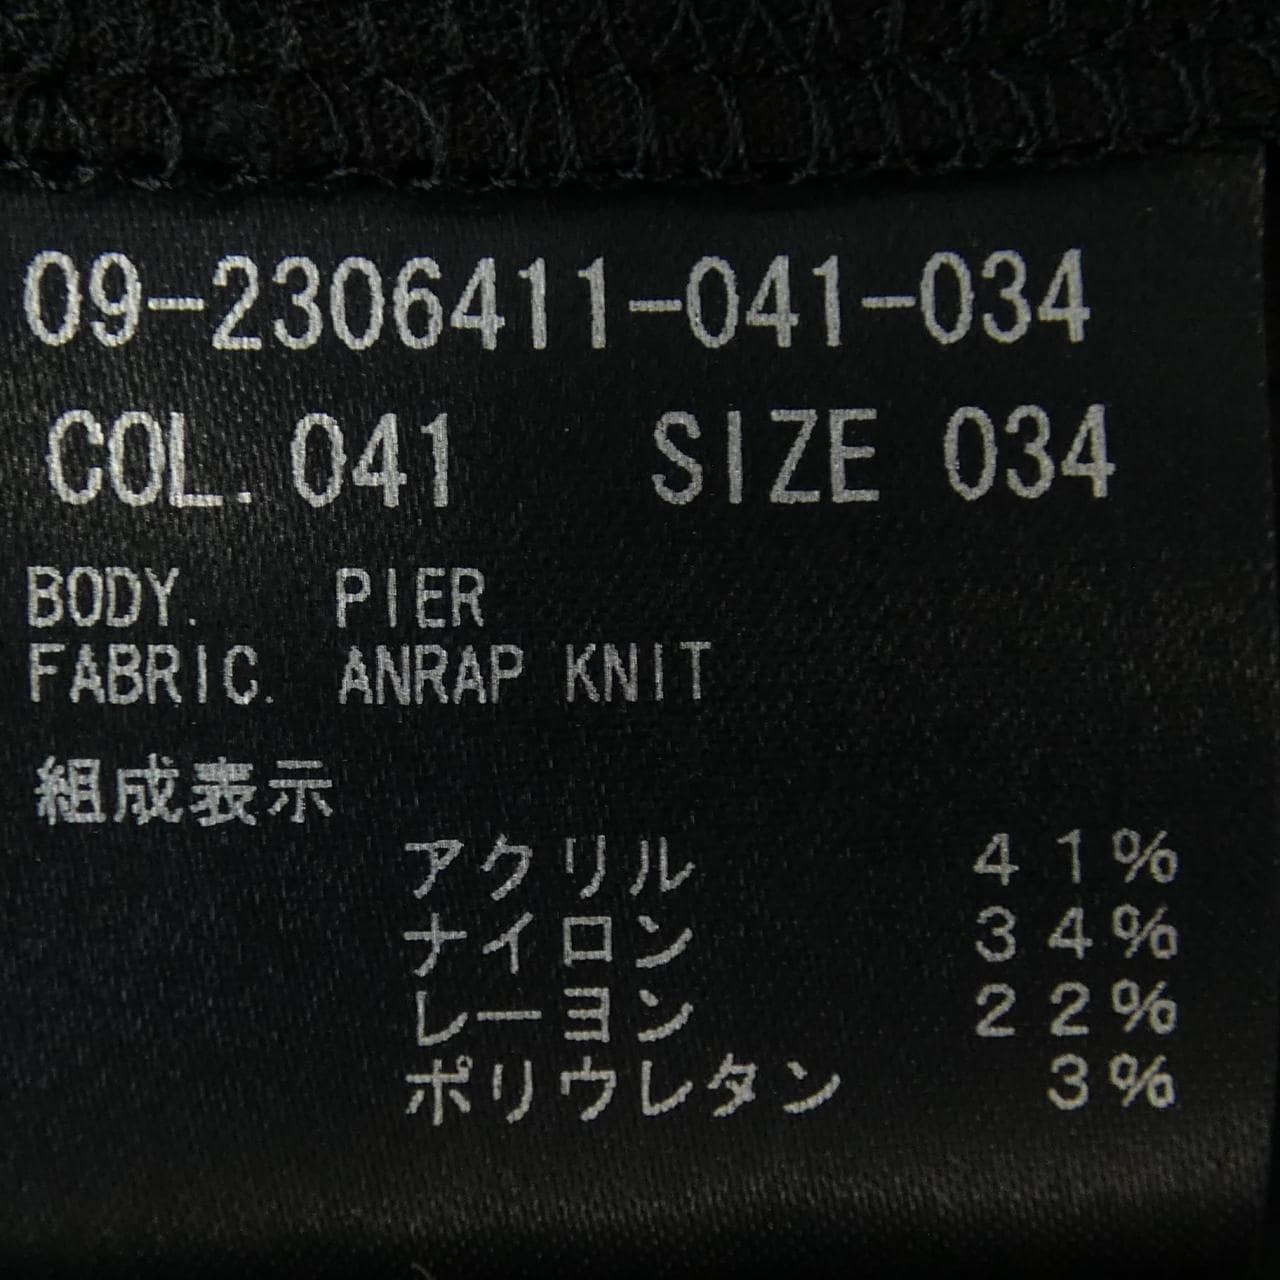 09-2306411-041-034
COL. 041 SIZE 034
BODY. PIER
FABRIC. ANRAP KNIT
組成表示
アクリル 41%
ナイロン 34%
レーヨン 22%
ポリウレタン 3%